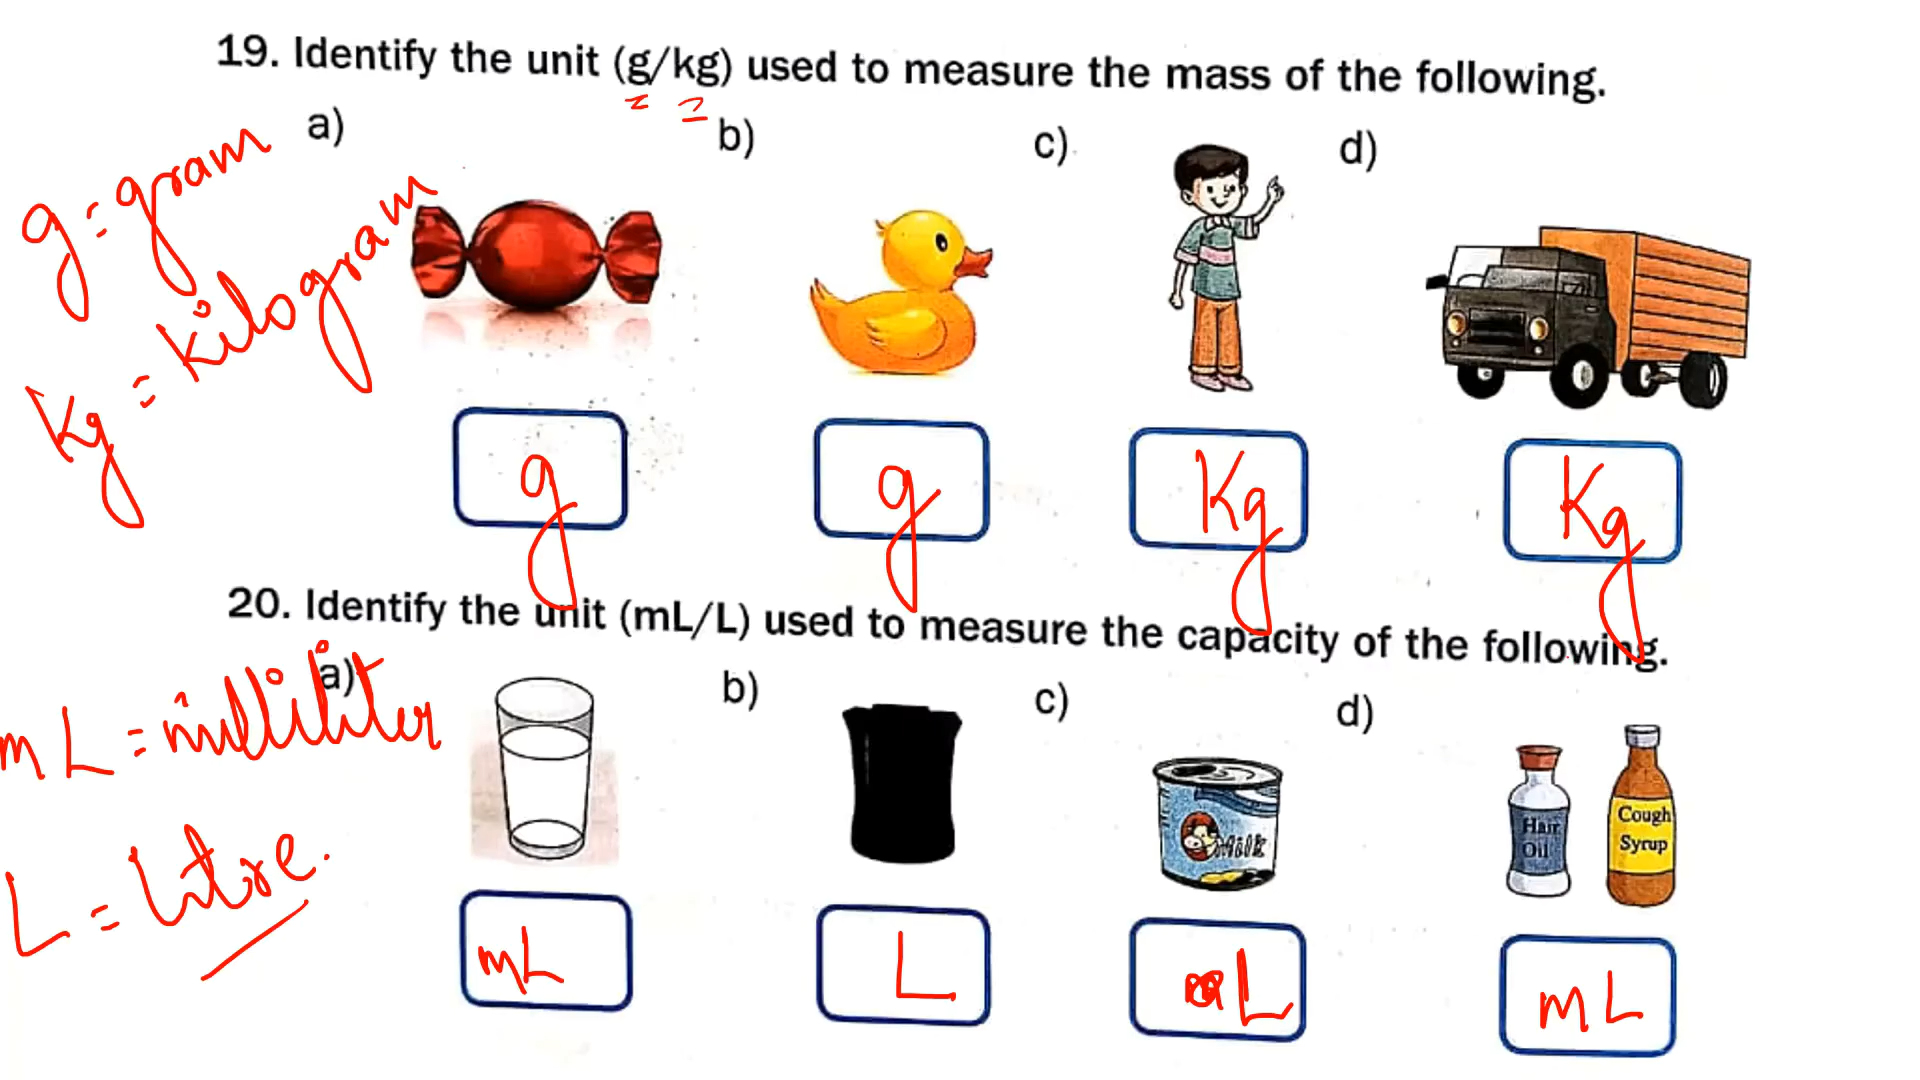 19. Identify the unit (g/kg) used to measure the mass of the following.
a) b) c) d)
g = gram
Kg = kilogram
g g Kg Kg
20. Identify the unit (mL/L) used to measure the capacity of the following.
a) b) c) d)
mL = milliliter
L = Litre.
Milk
Hair
Oil
Cough
Syrup
mL L L mL